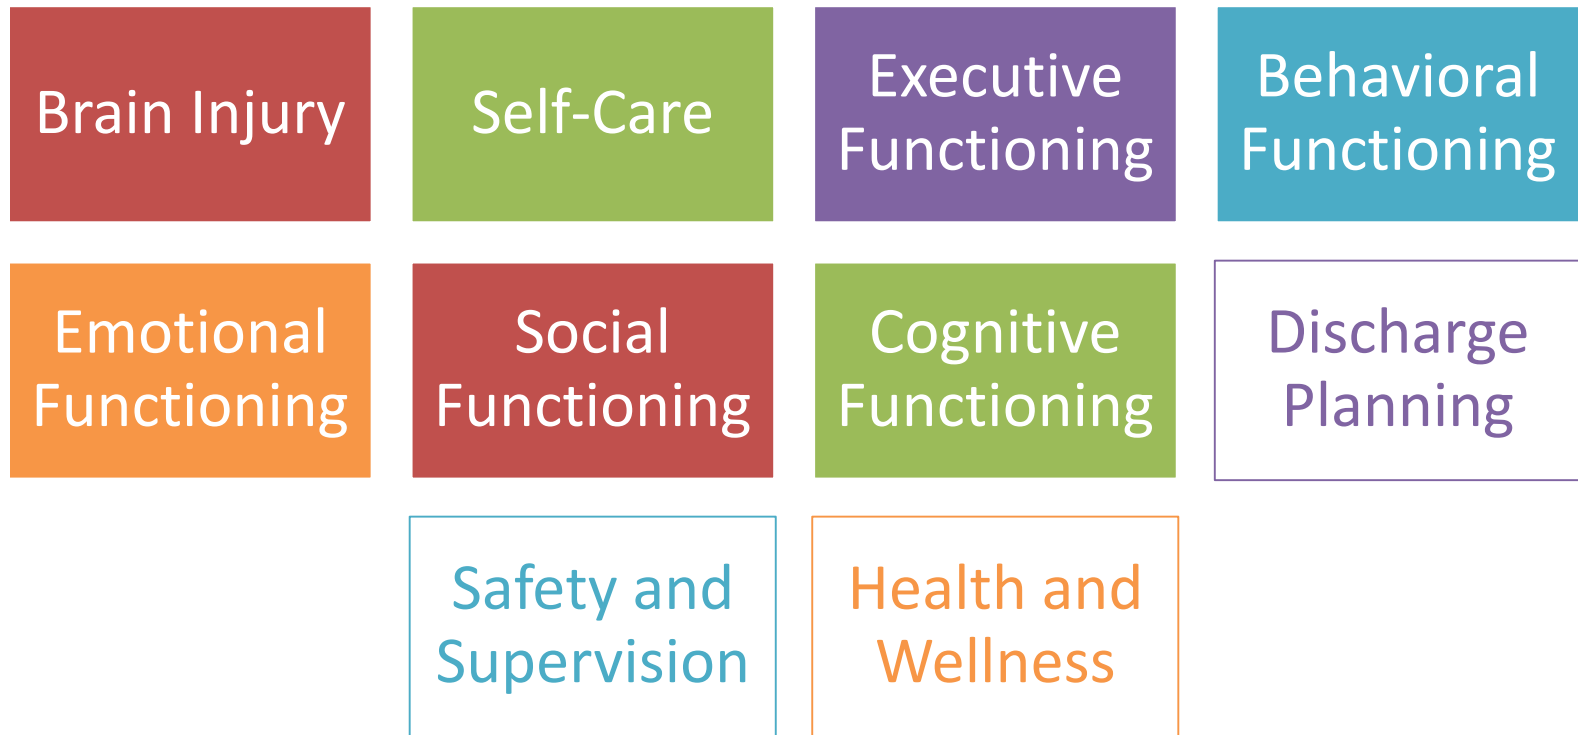 Brain Injury
Self-Care
Executive
Functioning
Behavioral
Functioning
Emotional
Functioning
Social
Functioning
Cognitive
Functioning
Discharge
Planning
Safety and
Supervision
Health and
Wellness